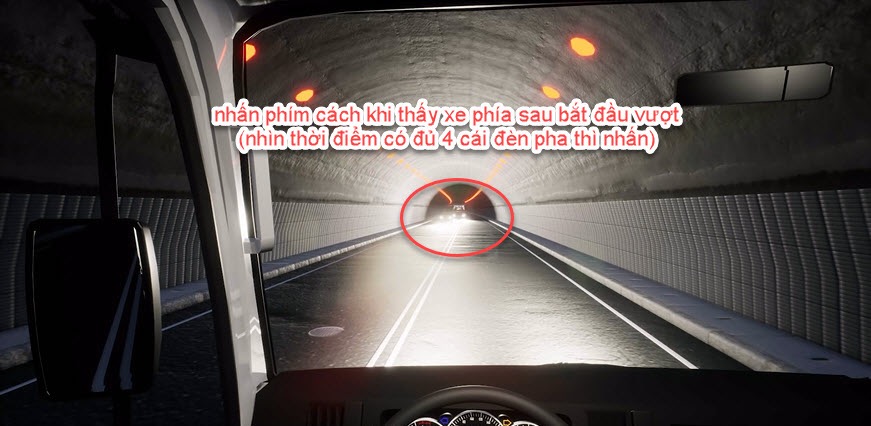 nhấn phím cách khi thấy xe phía sau bắt đầu vượt
(nhìn thời điểm có đủ 4 cái đèn pha thì nhấn)